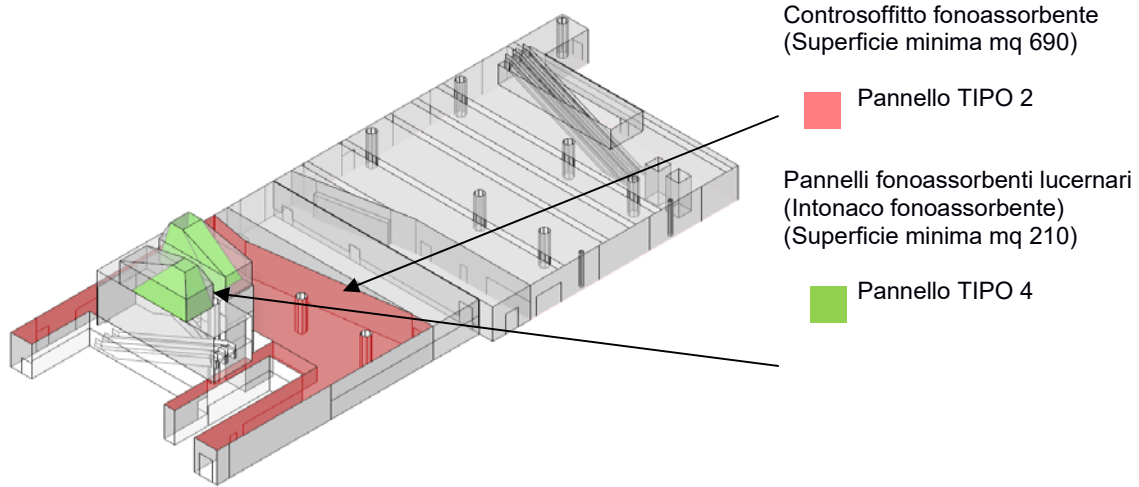 Controsoffitto fonoassorbente
(Superficie minima mq 690)
Pannello TIPO 2
Pannelli fonoassorbenti lucernari
(Intonaco fonoassorbente)
(Superficie minima mq 210)
Pannello TIPO 4